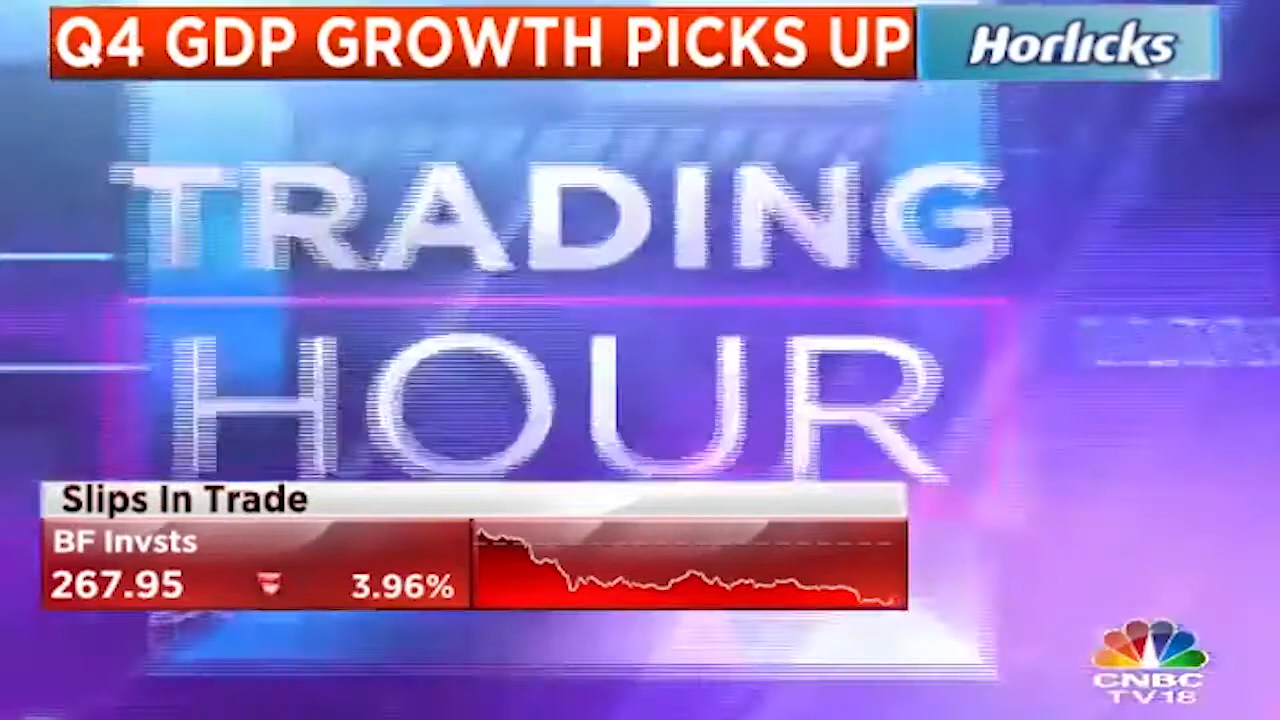 Q4 GDP GROWTH PICKS UP
Horlicks
TRADING
HOUR
Slips In Trade
BF Invsts
267.95 3.96%
CNBC
TV18